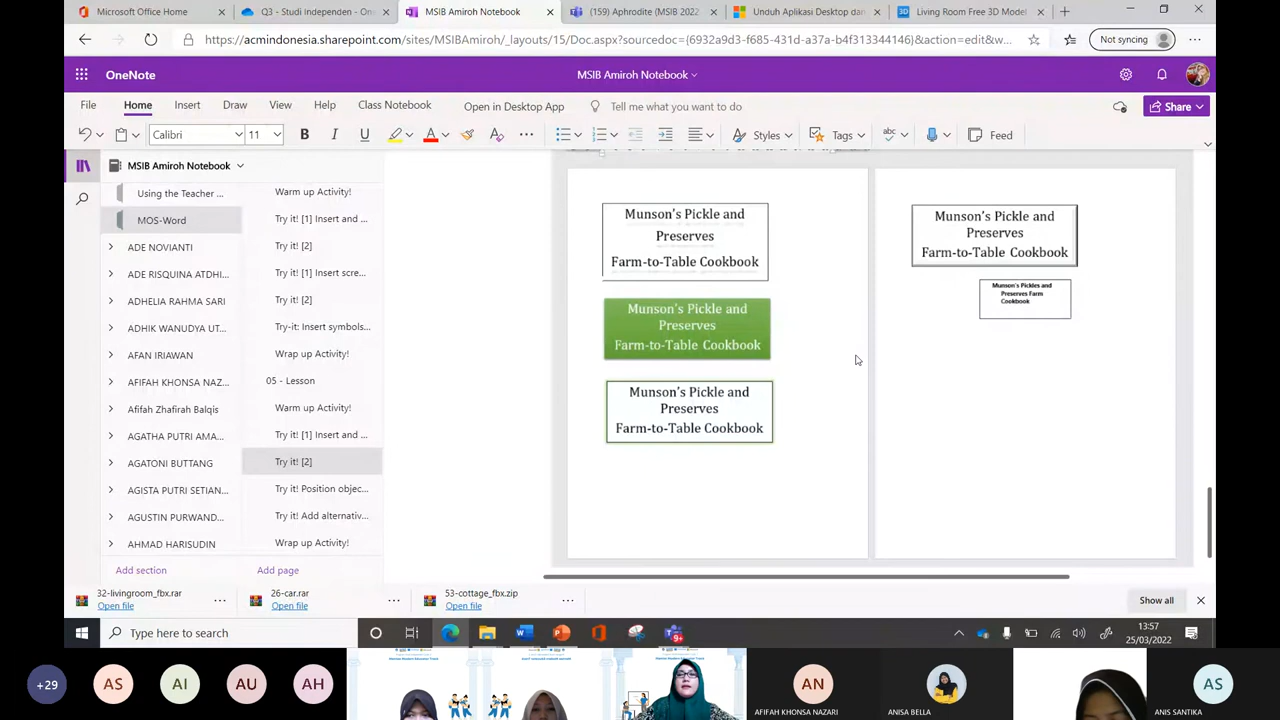 Microsoft Office Home
Q3 - Studi Independen - On
MSIB Amiroh Notebook
(159) Aphrodite (MSIB 2022
Unduh Aplikasi Desktop dan
Living Room Free 3D Model
https://acmindonesia.sharepoint.com/sites/MSIBAmiroh/_layouts/15/Doc.aspx?sourcedoc={6932a9d3-f685-431d-a37a-b4f313344146}&action=edit&w...
Not syncing
OneNote
MSIB Amiroh Notebook
File Home Insert Draw View Help Class Notebook Open in Desktop App Tell me what you want to do Share
Calibri 11 B I U A Styles Tags abc Feed
MSIB Amiroh Notebook
Using the Teacher ...
MOS-Word
ADE NOVIANTI
ADE RISQUINA ATDHI...
ADHELIA RAHMA SARI
ADHIK WANUDYA UT...
AFAN IRIAWAN
AFIFAH KHONSA NAZ...
Afifah Zhafirah Balqis
AGATHA PUTRI AMA...
AGATONI BUTTANG
AGISTA PUTRI SETIAN...
AGUSTIN PURWAND...
AHMAD HARISUDIN
Add section
Warm up Activity!
Try it! [1] Insert and ...
Try it! [2]
Try it! [1] Insert scre...
Try it! [2]
Try-it: Insert symbols...
Wrap up Activity!
05 - Lesson
Warm up Activity!
Try it! [1] Insert and ...
Try it! [2]
Try it! Position objec...
Try it! Add alternativ...
Wrap up Activity!
Add page
Munson's Pickle and
Preserves
Farm-to-Table Cookbook
Munson's Pickle and
Preserves
Farm-to-Table Cookbook
Munson's Pickle and
Preserves
Farm-to-Table Cookbook
Munson's Pickle and
Preserves
Farm-to-Table Cookbook
Munson's Pickles and
Preserves Farm
Cookbook
32-livingroom_fbx.rar
Open file
26-car.rar
Open file
53-cottage_fbx.zip
Open file
Show all
Type here to search
9+
13:57
25/03/2022
+29
AS
AI
AU
AH
AN
AFIFAH KHONSA NAZARI
ANISA BELLA
AS
ANIS SANTIKA